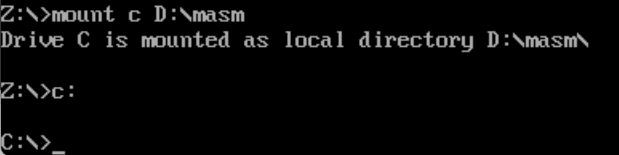 Z:\>mount c D:\masm
Drive C is mounted as local directory D:\masm\
Z:\>c:
C:\>_